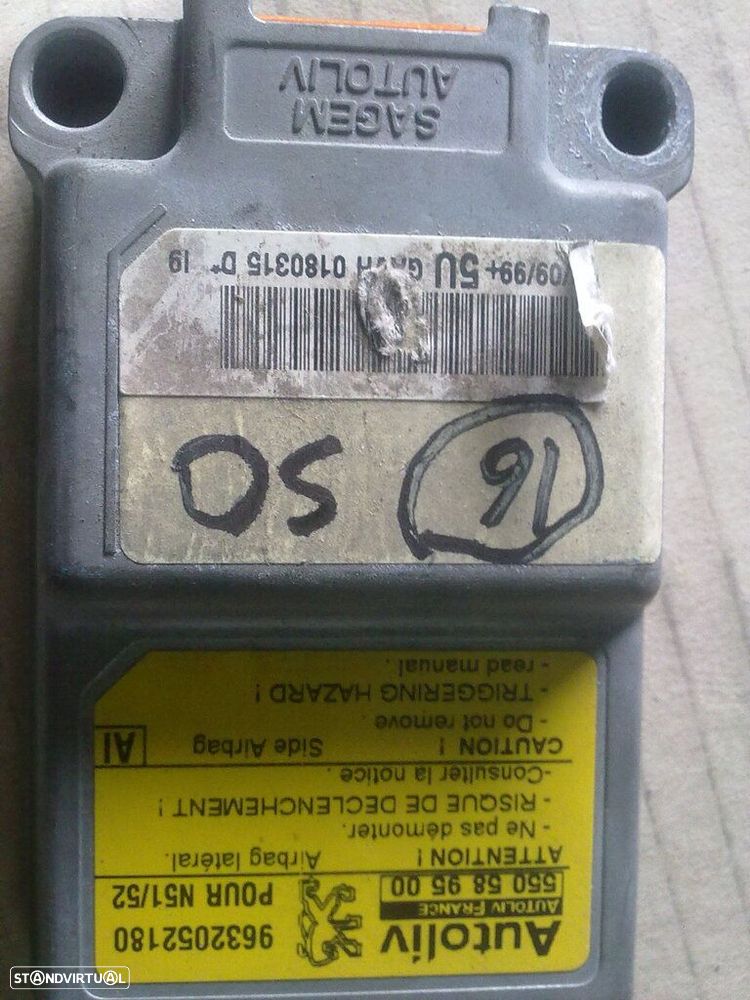 Autoliv 9632052180
AUTOLIV FRANCE
550 58 95 00 POUR N51/52
ATTENTION ! Airbag latéral.
- Ne pas démonter.
- RISQUE DE DECLENCHEMENT !
-Consulter la notice .
CAUTION ! Side Airbag AI
- Do not remove .
- TRIGGERING HAZARD !
- read manual .
16 50
/09/99+ 5U 0180315 D*
SAGEM
AUTOLIV
STANDVIRTUAL